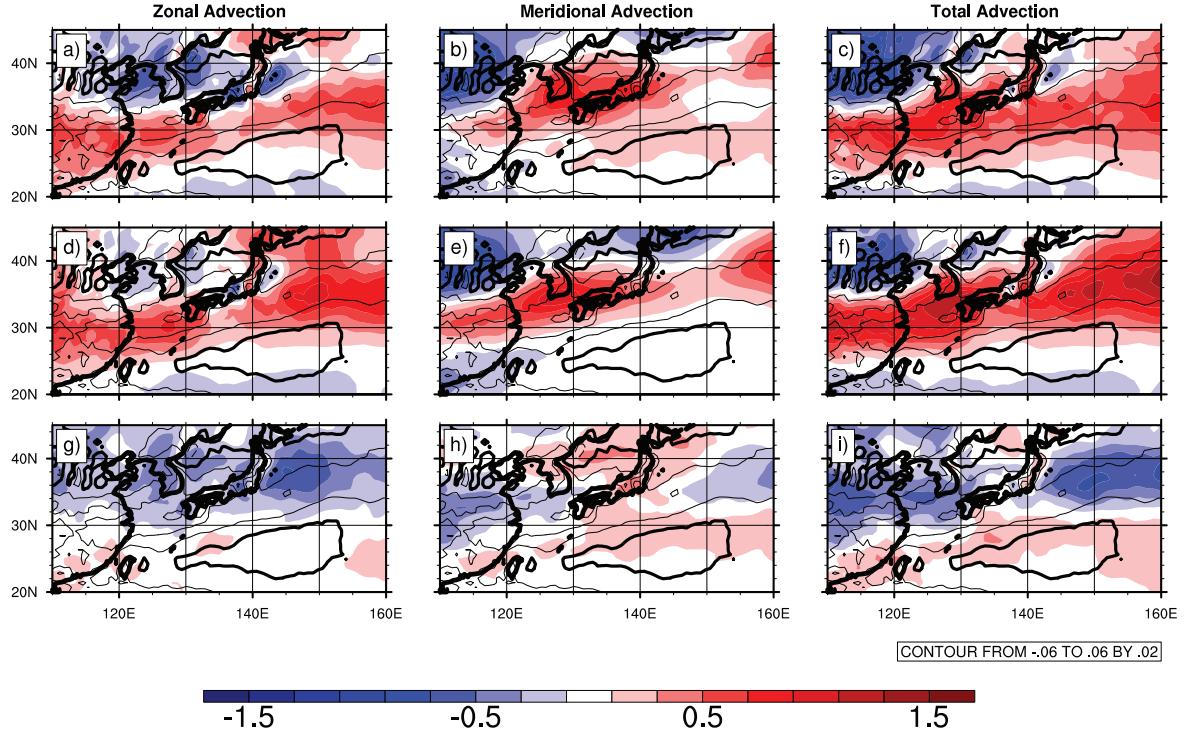 Zonal Advection Meridional Advection Total Advection
a) b) c)
40N
30N
20N
d) e) f)
40N
30N
20N
g) h) i)
40N
30N
20N
120E 140E 160E 120E 140E 160E 120E 140E 160E
CONTOUR FROM -.06 TO .06 BY .02
-1.5 -0.5 0.5 1.5